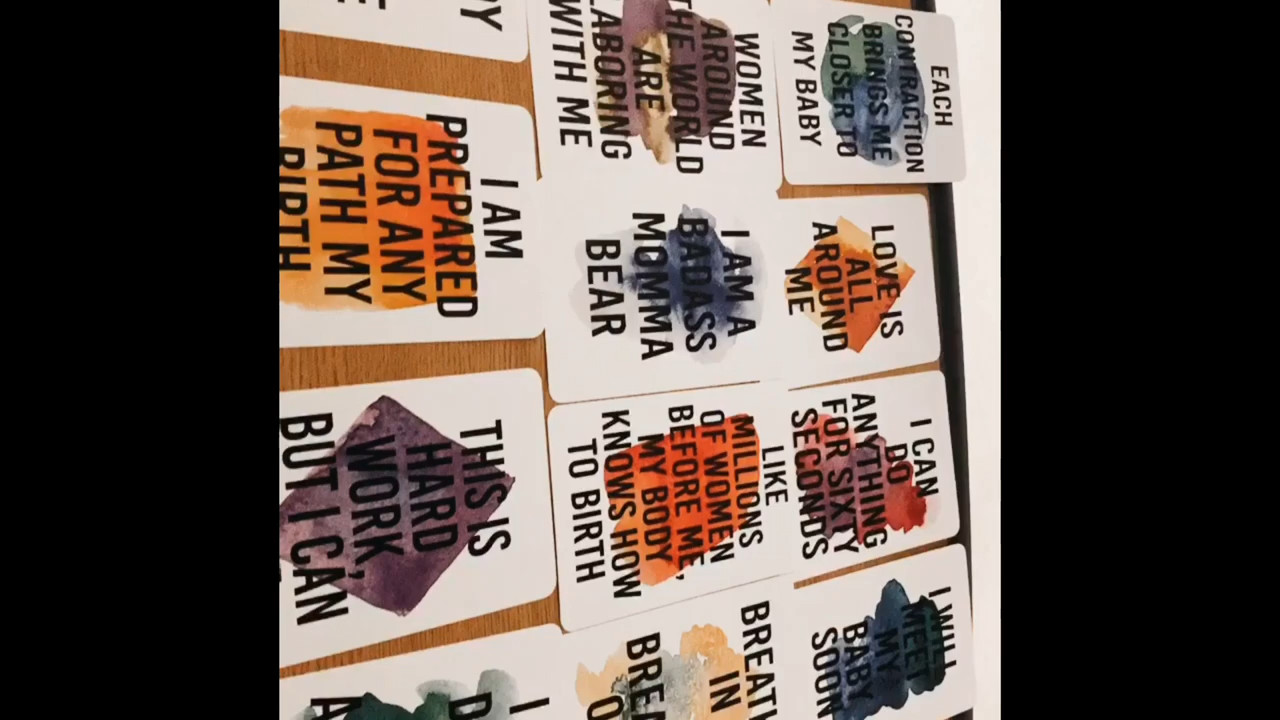 EACH
CONTRACTION
BRINGS ME
CLOSER TO
MY BABY
LOVE IS
ALL
AROUND
ME
I CAN
DO
ANYTHING
FOR SIXTY
SECONDS
I WILL
MEET
MY
BABY
SOON
WOMEN
AROUND
THE WORLD
ARE
LABORING
WITH ME
I AM A
BADASS
MOMMA
BEAR
LIKE
MILLIONS
OF WOMEN
BEFORE ME,
MY BODY
KNOWS HOW
TO BIRTH
BREATH
IN
I AM
PREPARED
FOR ANY
PATH MY
BIRTH
THIS IS
HARD
WORK,
BUT I CAN
I